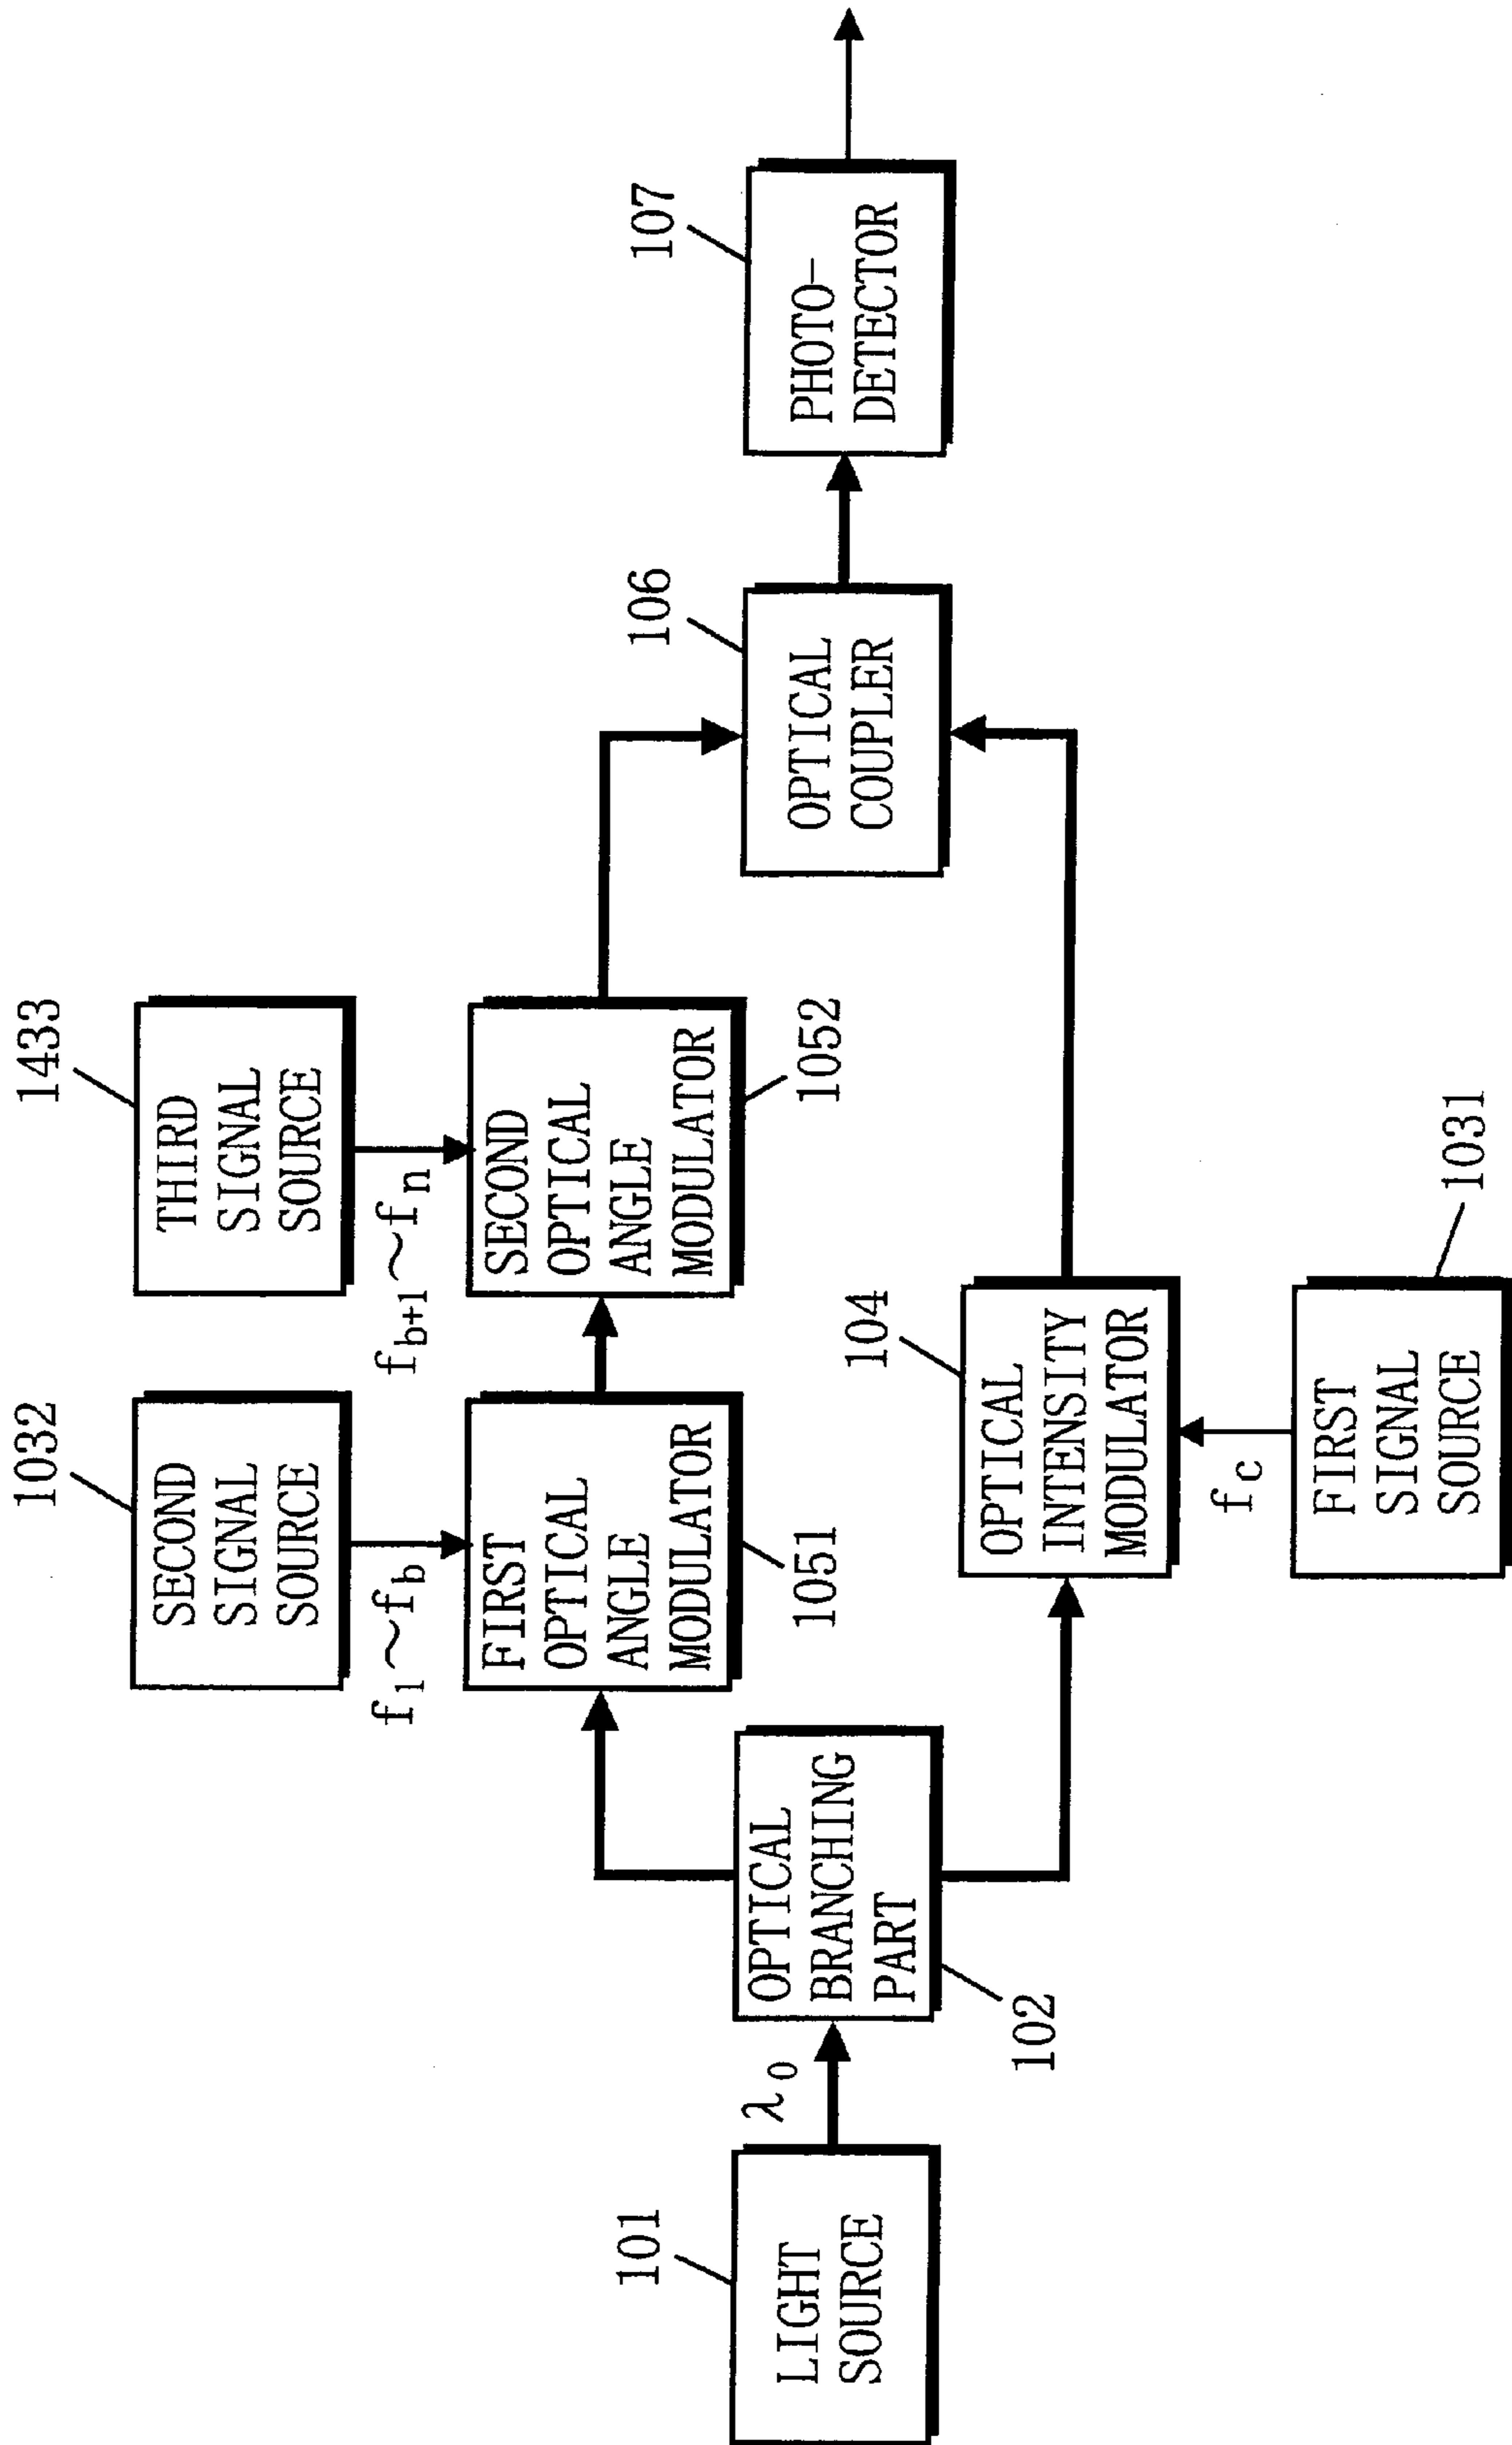 101
LIGHT
SOURCE
λ0
102
OPTICAL
BRANCHING
PART
1032
SECOND
SIGNAL
SOURCE
f1~fb
FIRST
OPTICAL
ANGLE
MODULATOR
1051
1433
THIRD
SIGNAL
SOURCE
fb+1~fn
SECOND
OPTICAL
ANGLE
MODULATOR
1052
104
OPTICAL
INTENSITY
MODULATOR
fc
FIRST
SIGNAL
SOURCE
1031
106
OPTICAL
COUPLER
107
PHOTO-
DETECTOR